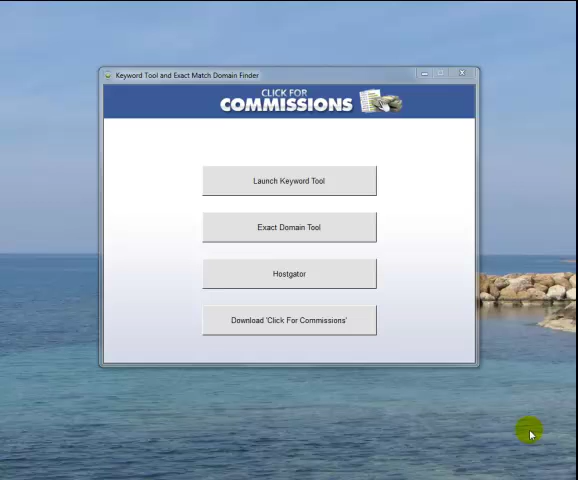 Keyword Tool and Exact Match Domain Finder
CLICK FOR
COMMISSIONS
Launch Keyword Tool
Exact Domain Tool
Hostgator
Download 'Click For Commissions'